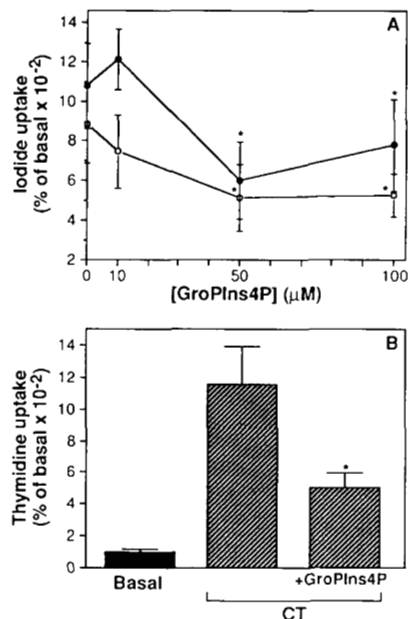 A
Iodide uptake
(% of basal x 10-2)
14
12
10
8
6
4
2
*
*
*
*
0
10
50
100
[GroPIns4P] (µM)
B
Thymidine uptake
(% of basal x 10-2)
14
12
10
8
6
4
2
0
*
Basal
+GroPIns4P
CT